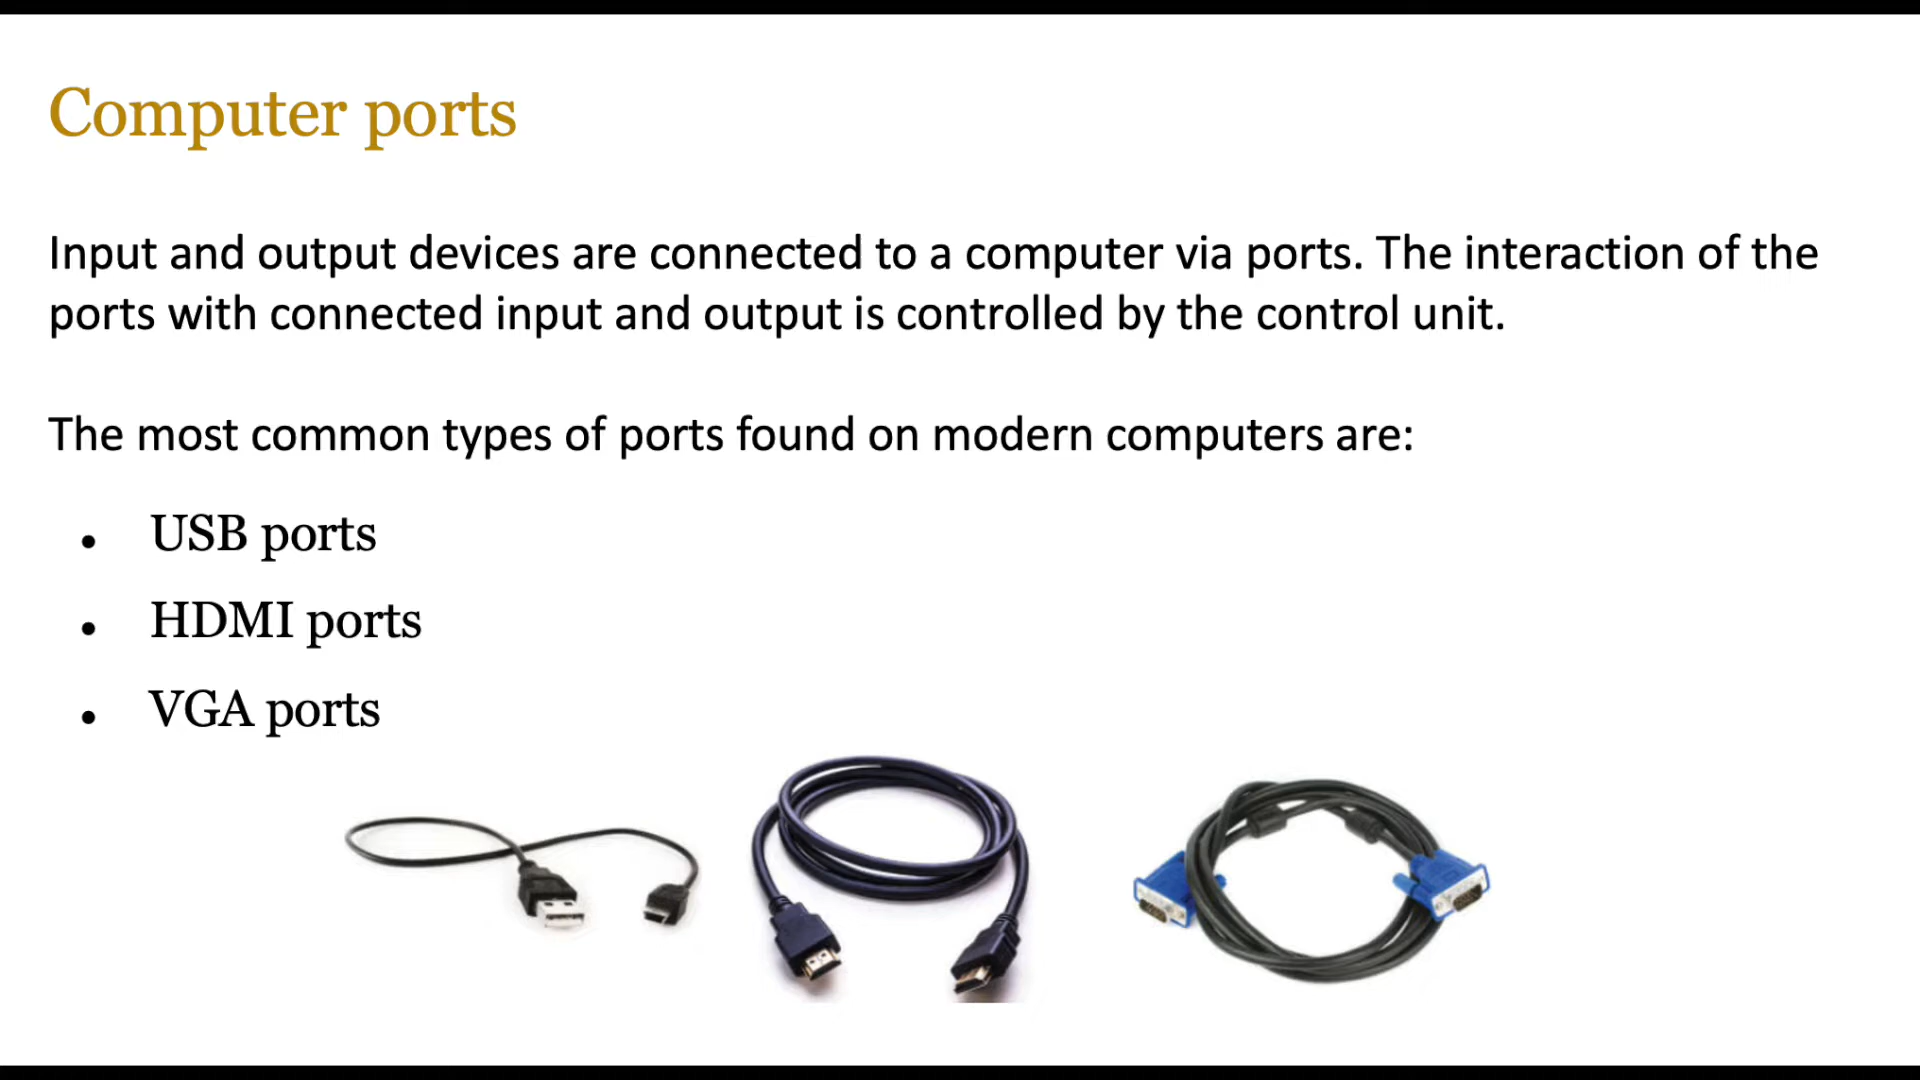 Computer ports
Input and output devices are connected to a computer via ports. The interaction of the
ports with connected input and output is controlled by the control unit.
The most common types of ports found on modern computers are:
• USB ports
• HDMI ports
• VGA ports